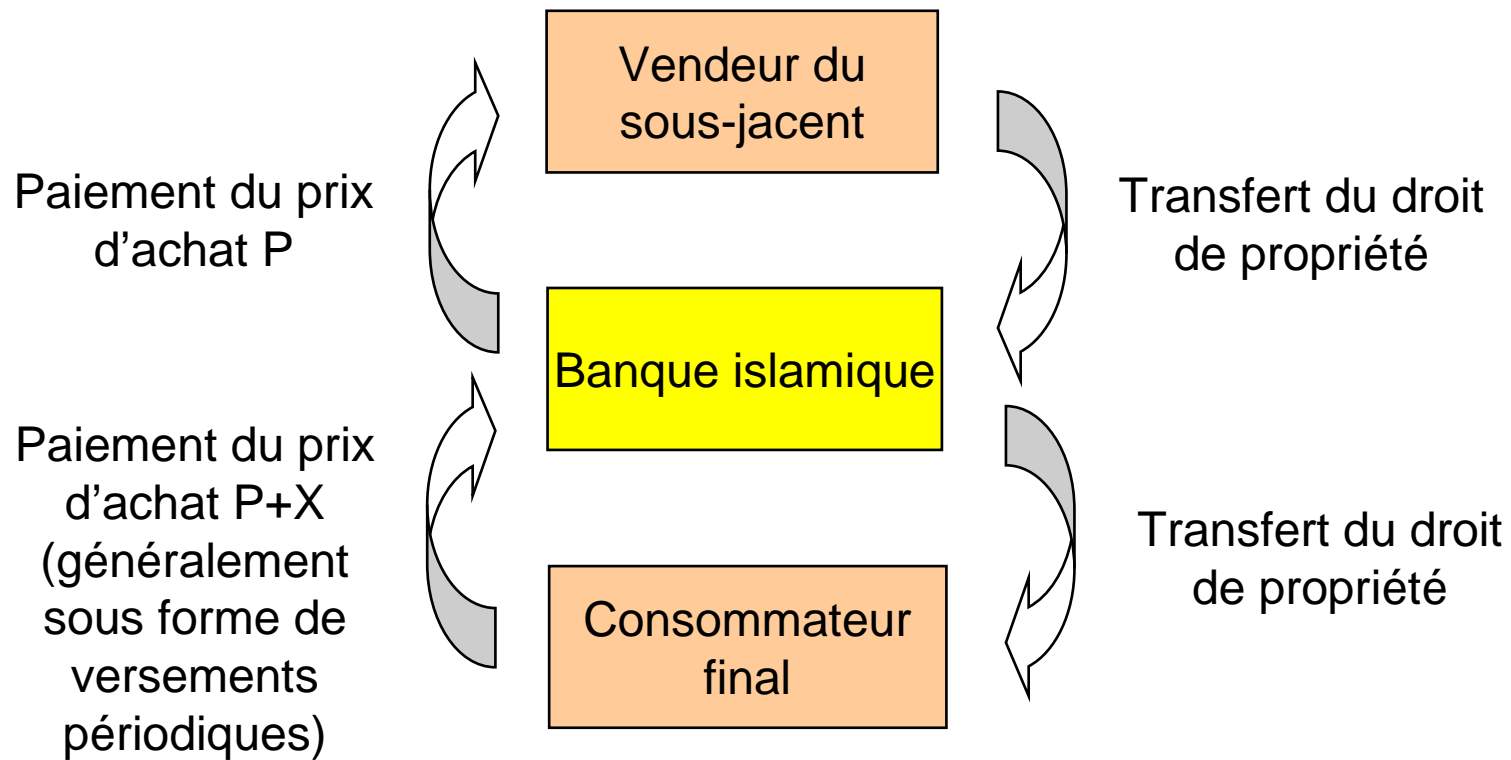 Vendeur du
sous-jacent
Paiement du prix
d’achat P
Transfert du droit
de propriété
Banque islamique
Paiement du prix
d’achat P+X
(généralement
sous forme de
versements
périodiques)
Transfert du droit
de propriété
Consommateur
final